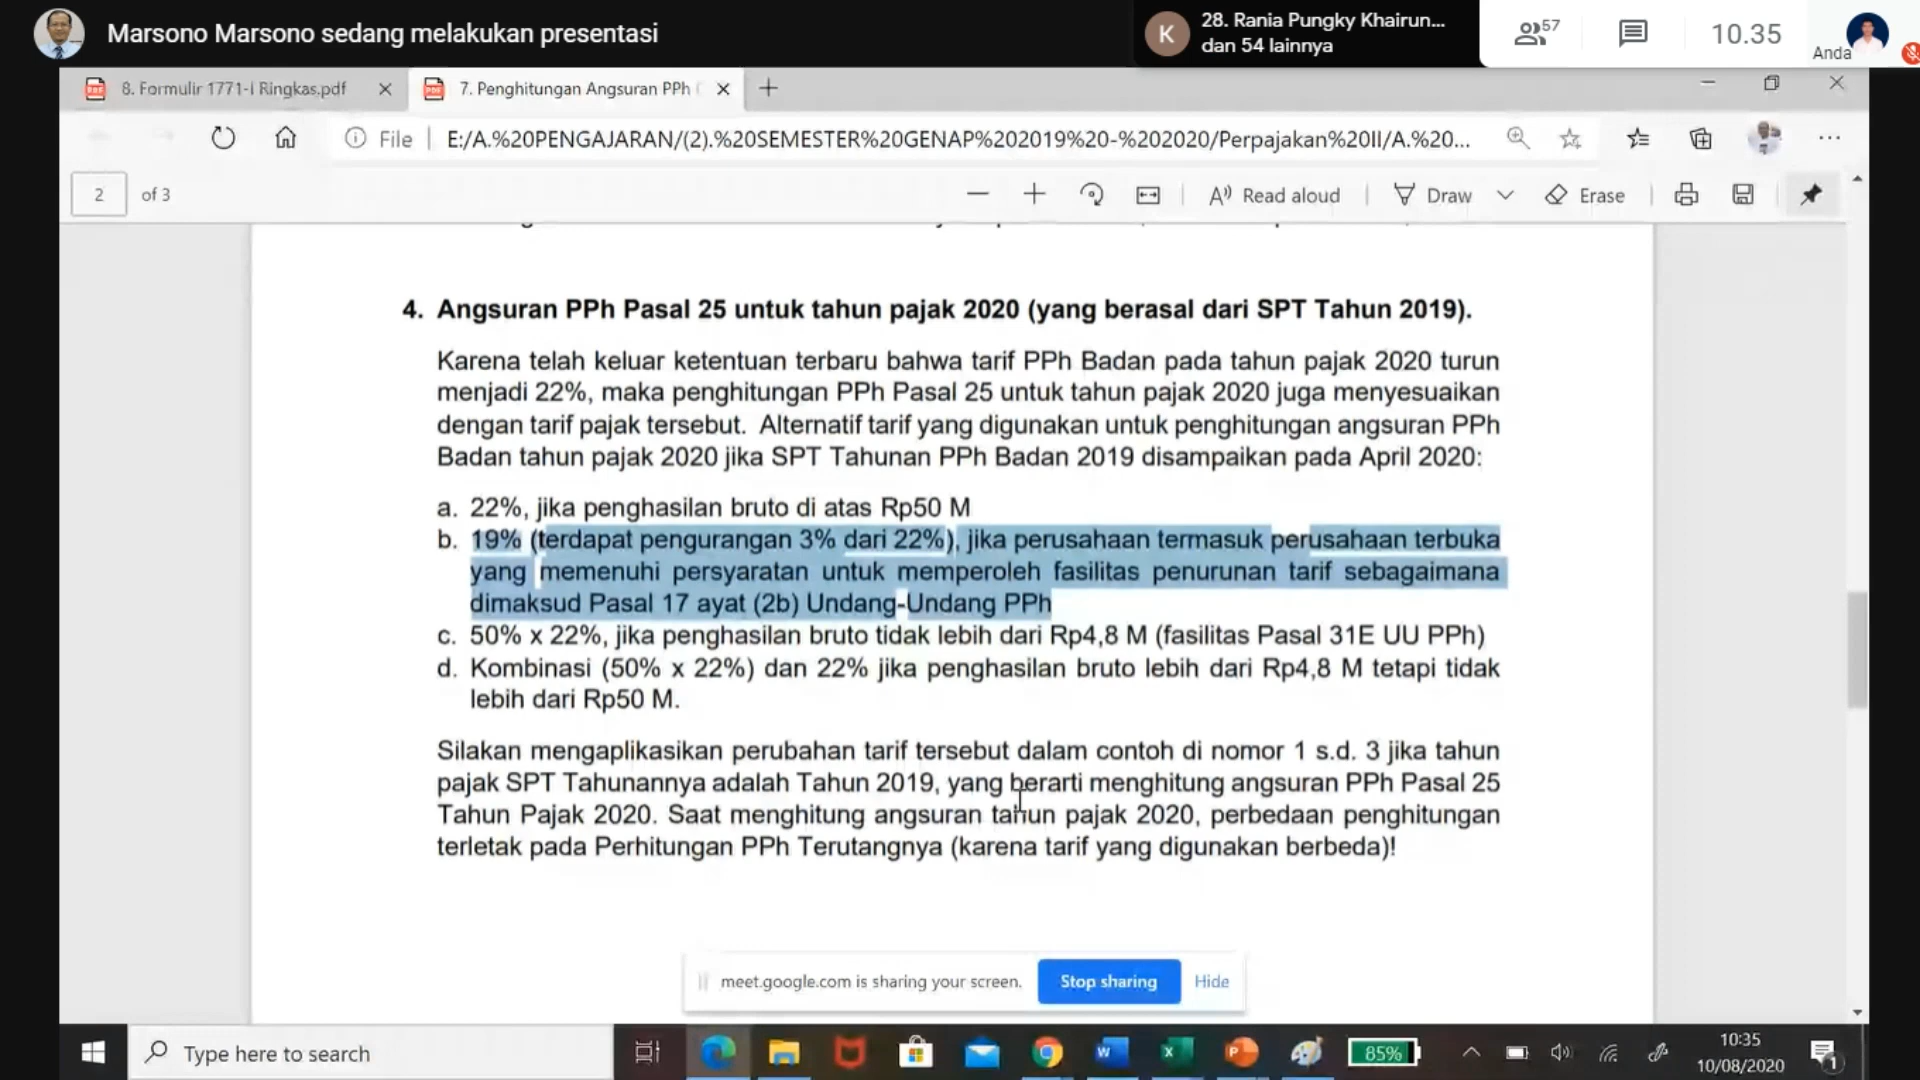 Marsono Marsono sedang melakukan presentasi
K
28. Rania Pungky Khairun...
dan 54 lainnya
57
10.35
Anda
8. Formulir 1771-I Ringkas.pdf
7. Penghitungan Angsuran PPh
File
E:/A.%20PENGAJARAN/(2).%20SEMESTER%20GENAP%202019%20-%202020/Perpajakan%20II/A.%20...
2
of 3
Read aloud
Draw
Erase
4. Angsuran PPh Pasal 25 untuk tahun pajak 2020 (yang berasal dari SPT Tahun 2019).
Karena telah keluar ketentuan terbaru bahwa tarif PPh Badan pada tahun pajak 2020 turun
menjadi 22%, maka penghitungan PPh Pasal 25 untuk tahun pajak 2020 juga menyesuaikan
dengan tarif pajak tersebut. Alternatif tarif yang digunakan untuk penghitungan angsuran PPh
Badan tahun pajak 2020 jika SPT Tahunan PPh Badan 2019 disampaikan pada April 2020:
a. 22%, jika penghasilan bruto di atas Rp50 M
b. 19% (terdapat pengurangan 3% dari 22%), jika perusahaan termasuk perusahaan terbuka
yang memenuhi persyaratan untuk memperoleh fasilitas penurunan tarif sebagaimana
dimaksud Pasal 17 ayat (2b) Undang-Undang PPh
c. 50% x 22%, jika penghasilan bruto tidak lebih dari Rp4,8 M (fasilitas Pasal 31E UU PPh)
d. Kombinasi (50% x 22%) dan 22% jika penghasilan bruto lebih dari Rp4,8 M tetapi tidak
lebih dari Rp50 M.
Silakan mengaplikasikan perubahan tarif tersebut dalam contoh di nomor 1 s.d. 3 jika tahun
pajak SPT Tahunannya adalah Tahun 2019, yang berarti menghitung angsuran PPh Pasal 25
Tahun Pajak 2020. Saat menghitung angsuran tahun pajak 2020, perbedaan penghitungan
terletak pada Perhitungan PPh Terutangnya (karena tarif yang digunakan berbeda)!
meet.google.com is sharing your screen.
Stop sharing
Hide
Type here to search
85%
10:35
10/08/2020
1